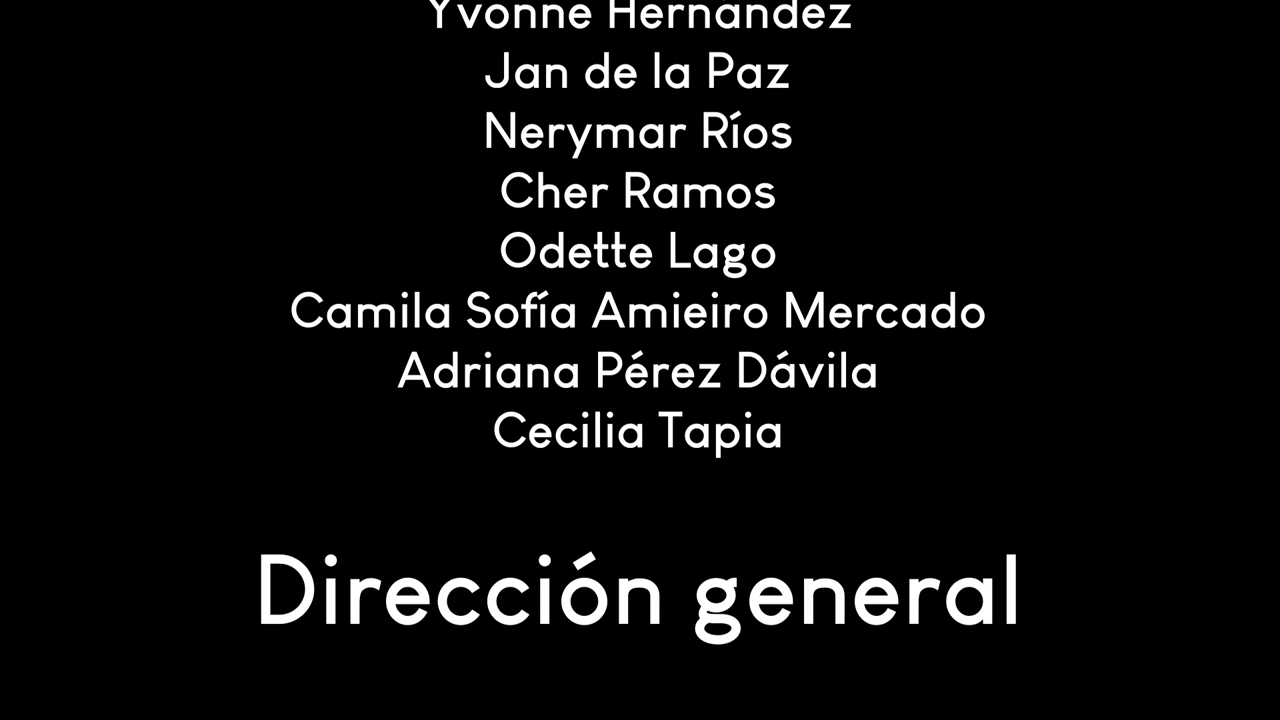 Yvonne Hernández
Jan de la Paz
Nerymar Ríos
Cher Ramos
Odette Lago
Camila Sofía Amieiro Mercado
Adriana Pérez Dávila
Cecilia Tapia
Dirección general